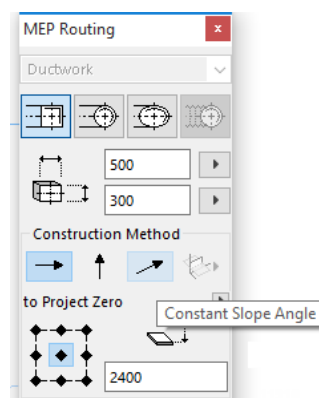 MEP Routing
x
Ductwork
500
300
Construction Method
to Project Zero
Constant Slope Angle
2400